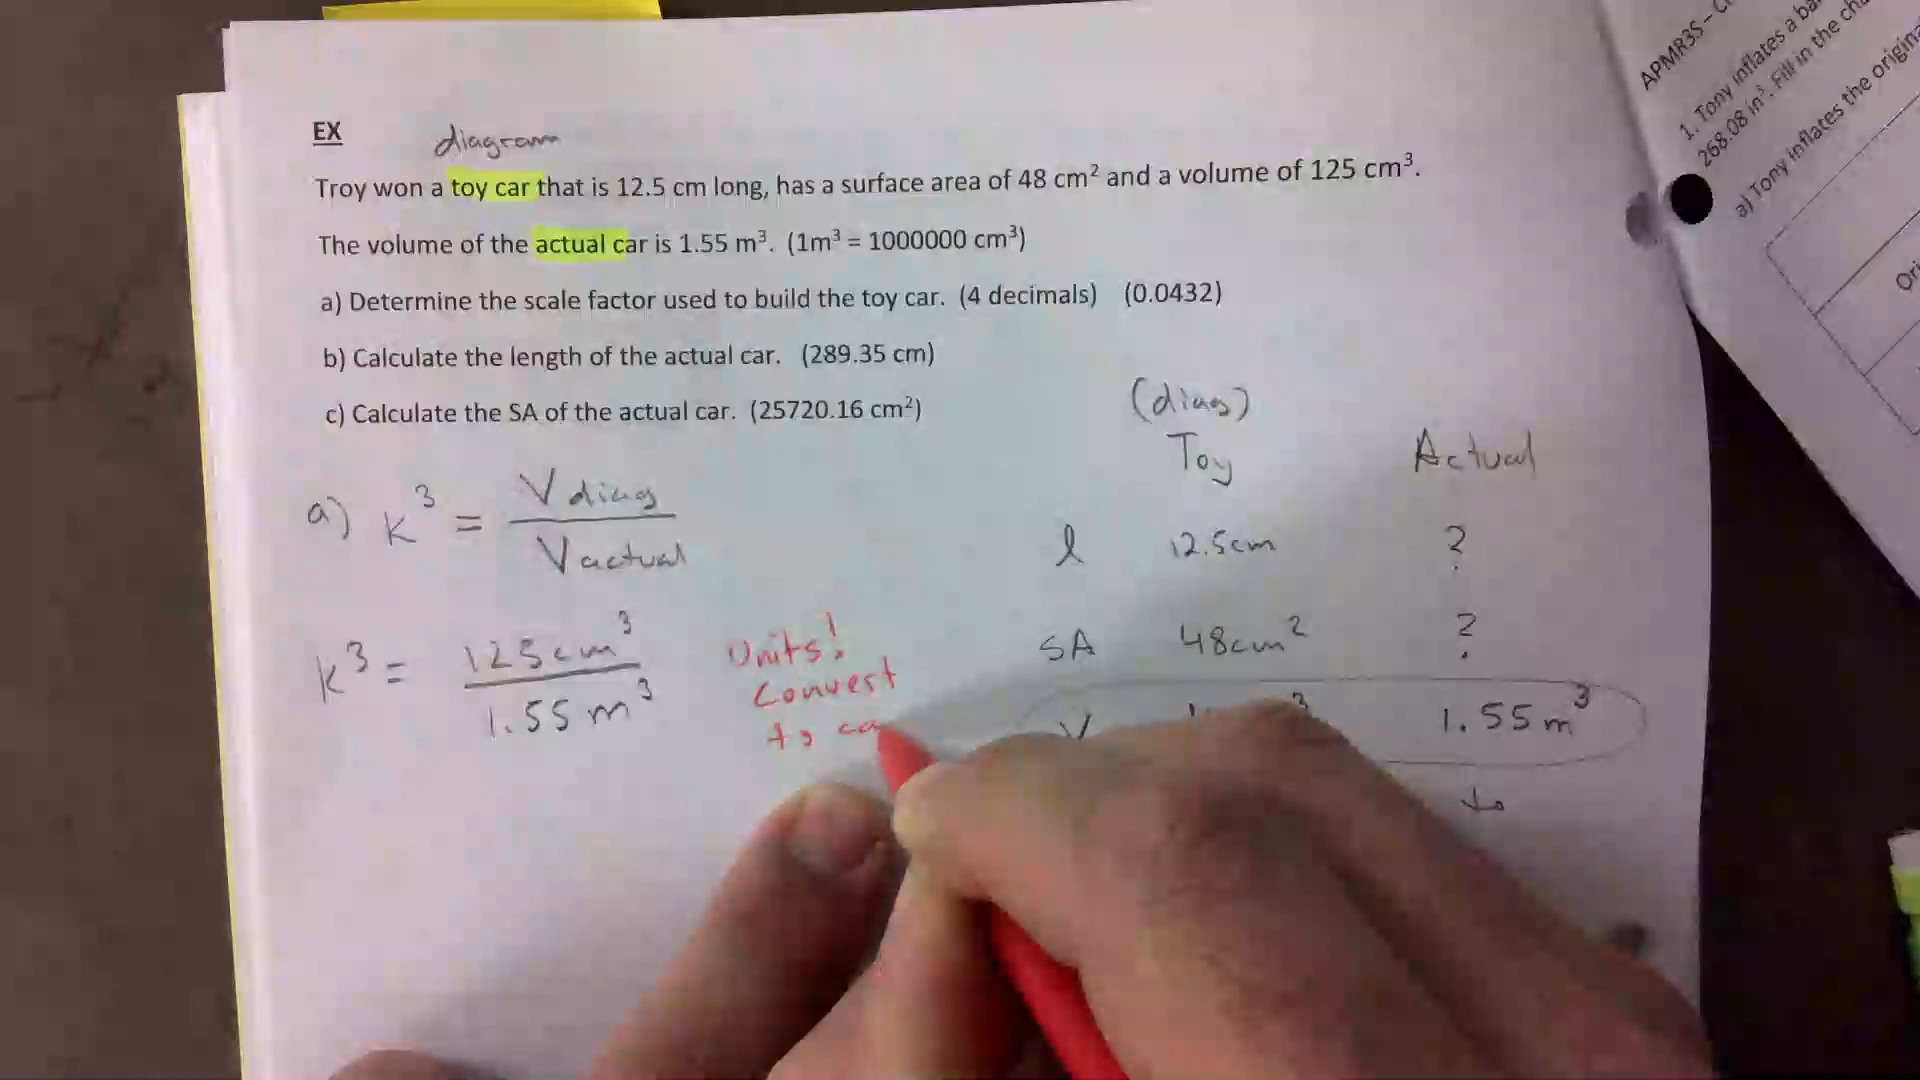 EX
diagram
Troy won a toy car that is 12.5 cm long, has a surface area of 48 cm² and a volume of 125 cm³.
The volume of the actual car is 1.55 m³. (1m³ = 1000000 cm³)
a) Determine the scale factor used to build the toy car. (4 decimals) (0.0432)
b) Calculate the length of the actual car. (289.35 cm)
c) Calculate the SA of the actual car. (25720.16 cm²)
(diag)
Toy Actual
a) K³ = V diag / V actual
l 12.5cm ?
SA 48cm² ?
K³ = 125cm³ / 1.55 m³
Units!
Convert
to
V 1.55 m³
to
APMR3S –
1. Tony inflates a
268.08 in³. Fill in the
a) Tony inflates the